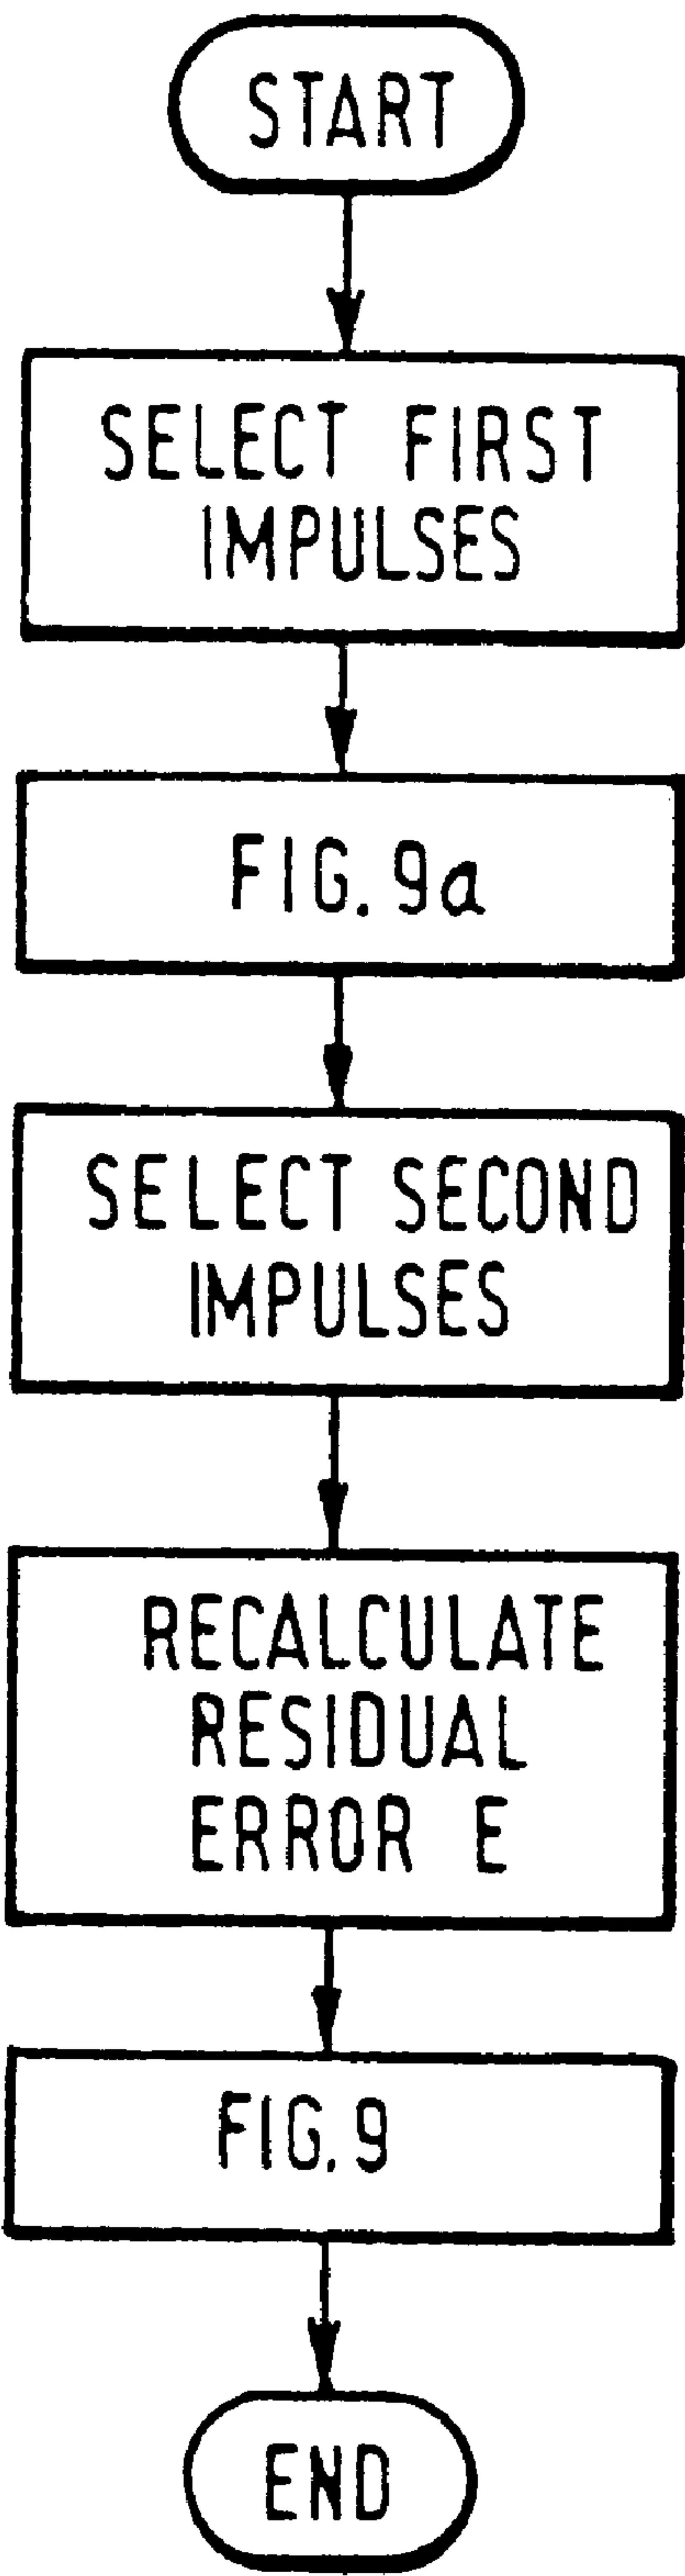 START
SELECT FIRST
IMPULSES
FIG. 9a
SELECT SECOND
IMPULSES
RECALCULATE
RESIDUAL
ERROR E
FIG. 9
END